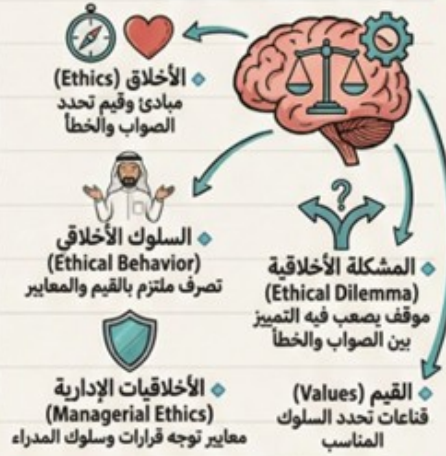 الأخلاق (Ethics)
مبادئ وقيم تحدد
الصواب والخطأ
السلوك الأخلاقي
(Ethical Behavior)
تصرف ملتزم بالقيم والمعايير
?
المشكلة الأخلاقية
(Ethical Dilemma)
موقف يصعب فيه التمييز
بين الصواب والخطأ
الأخلاقيات الإدارية
(Managerial Ethics)
معايير توجه قرارات وسلوك المدراء
القيم (Values)
قناعات تحدد السلوك
المناسب